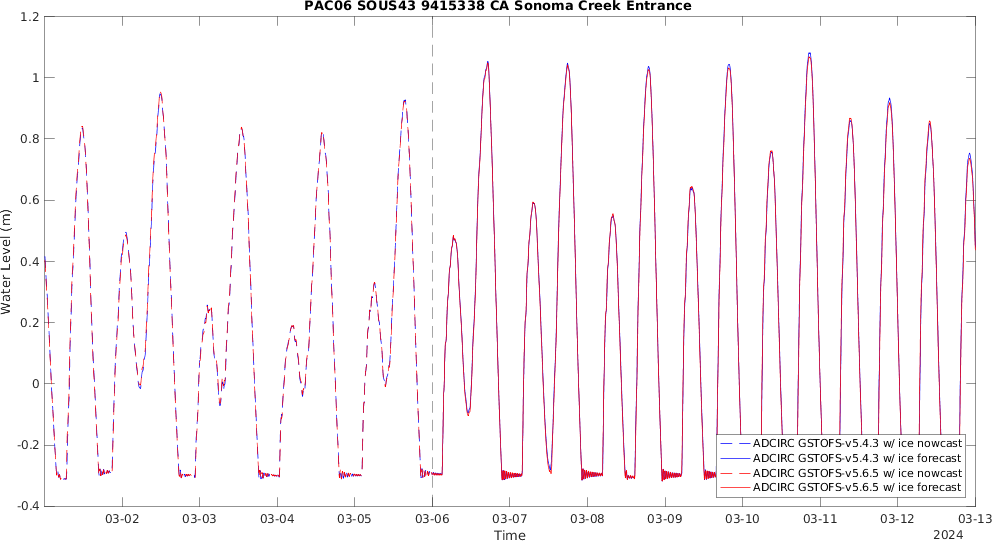 PAC06 SOUS43 9415338 CA Sonoma Creek Entrance
Water Level (m)
1.2
1
0.8
0.6
0.4
0.2
0
-0.2
-0.4
ADCIRC GSTOFS-v5.4.3 w/ ice nowcast
ADCIRC GSTOFS-v5.4.3 w/ ice forecast
ADCIRC GSTOFS-v5.6.5 w/ ice nowcast
ADCIRC GSTOFS-v5.6.5 w/ ice forecast
03-02 03-03 03-04 03-05 03-06 03-07 03-08 03-09 03-10 03-11 03-12 03-13
Time
2024